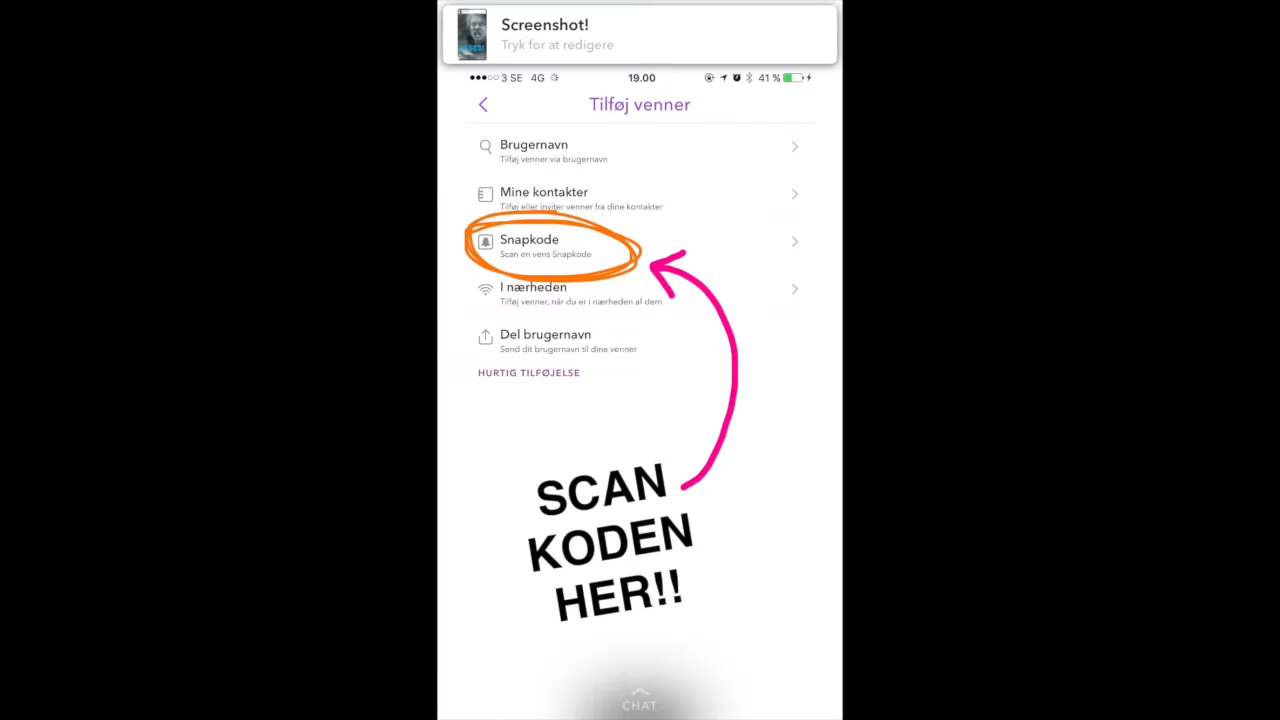 Screenshot!
Tryk for at redigere
3 SE 4G 19.00 41 %
Tilføj venner
Brugernavn
Tilføj venner via brugernavn
Mine kontakter
Tilføj eller inviter venner fra dine kontakter
Snapkode
Scan en vens Snapkode
I nærheden
Tilføj venner, når du er i nærheden af dem
Del brugernavn
Send dit brugernavn til dine venner
HURTIG TILFØJELSE
SCAN
KODEN
HER!!
CHAT